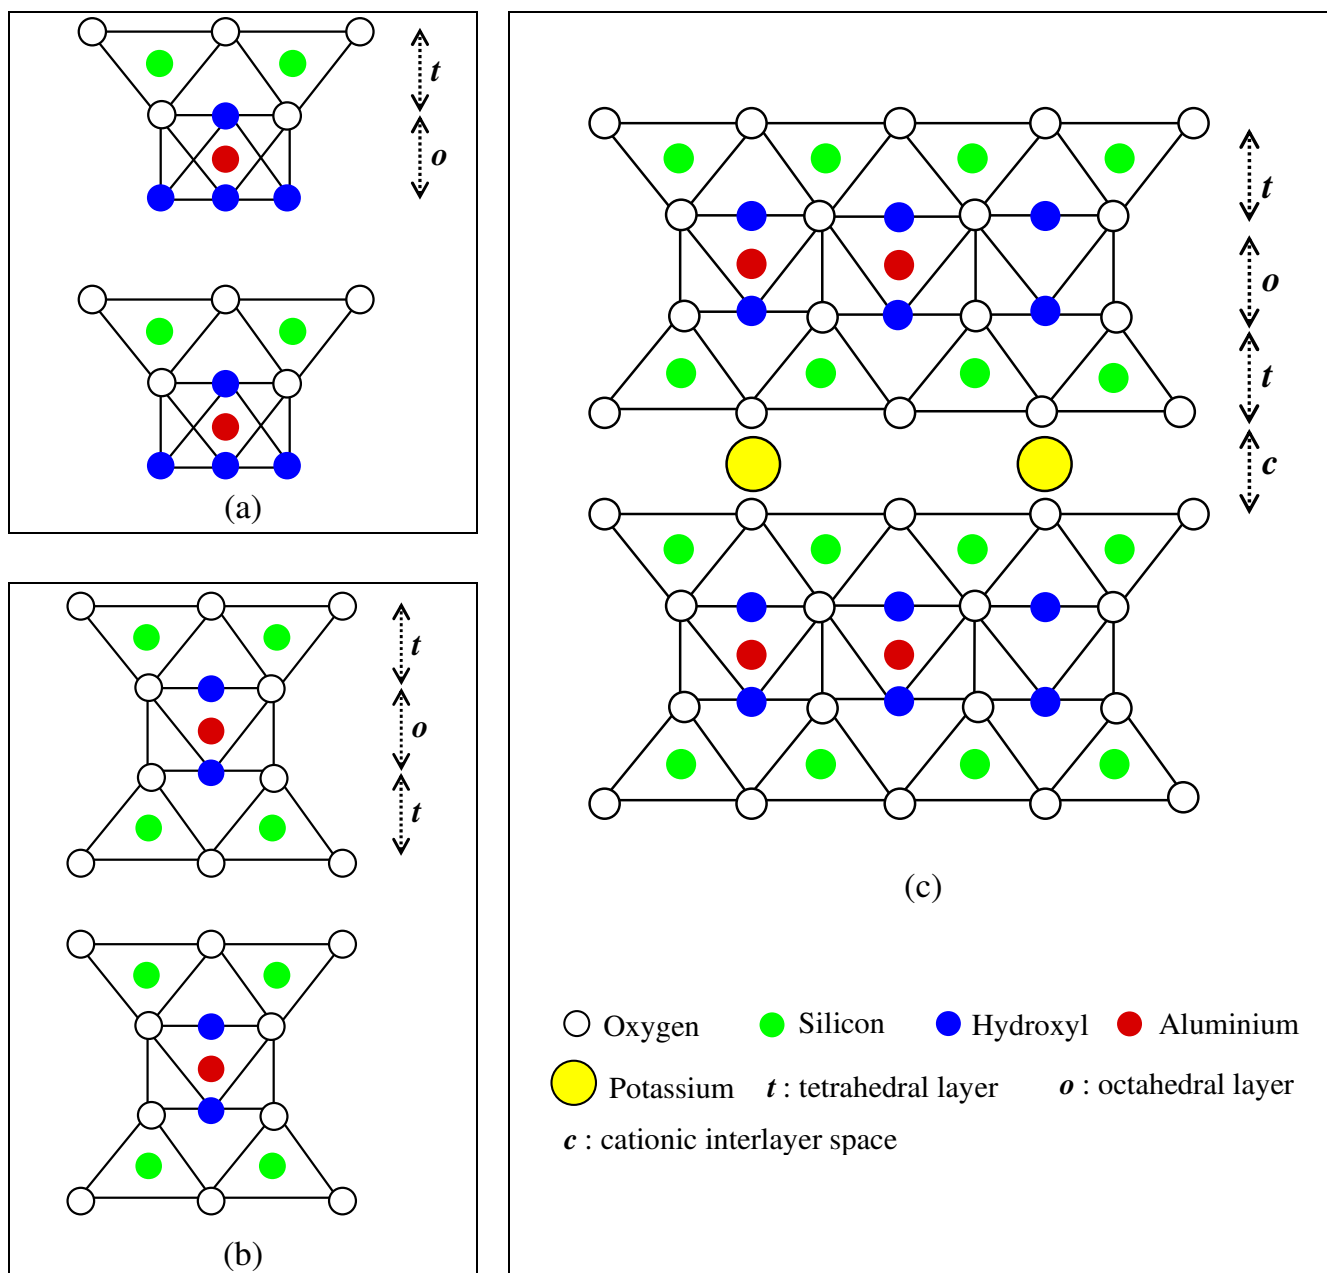 t
o
(a)
t
o
t
(b)
t
o
t
c
(c)
Oxygen Silicon Hydroxyl Aluminium
Potassium t : tetrahedral layer o : octahedral layer
c : cationic interlayer space